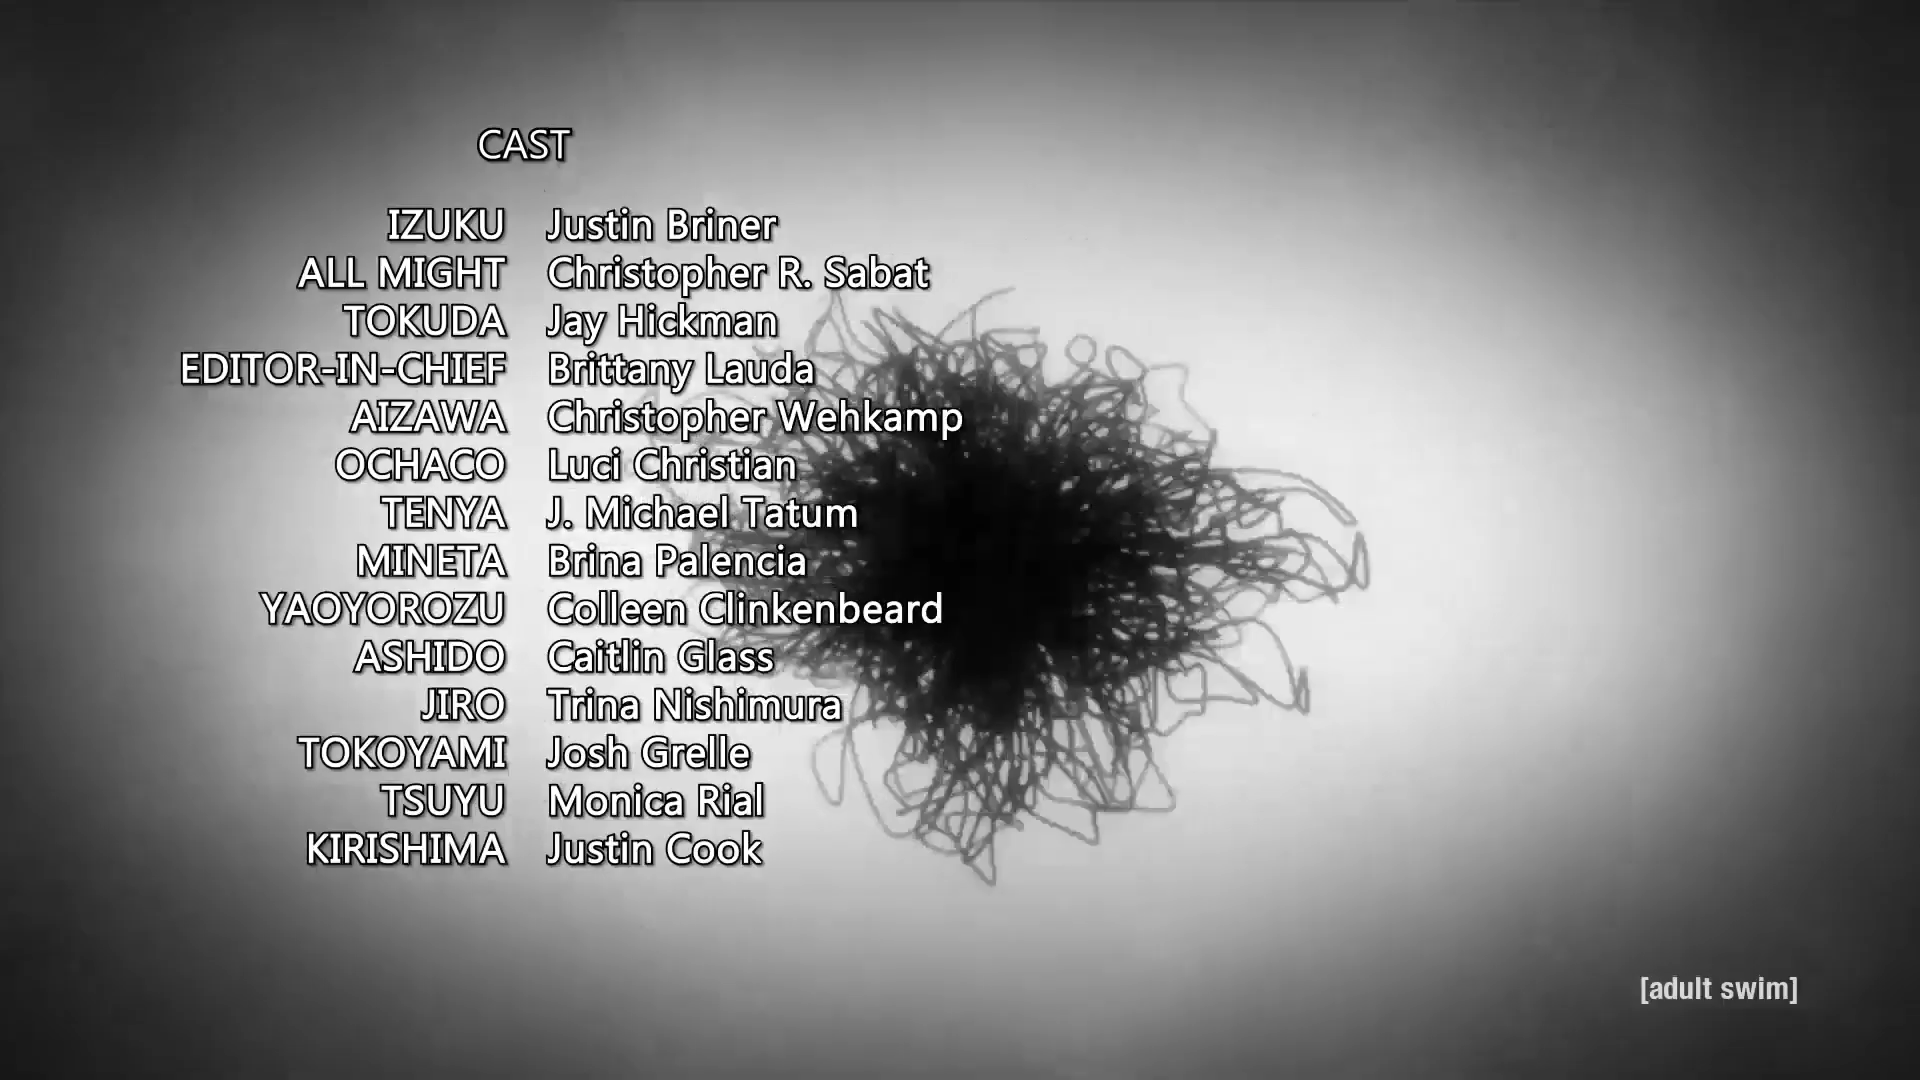 CAST
IZUKU Justin Briner
ALL MIGHT Christopher R. Sabat
TOKUDA Jay Hickman
EDITOR-IN-CHIEF Brittany Lauda
AIZAWA Christopher Wehkamp
OCHACO Luci Christian
TENYA J. Michael Tatum
MINETA Brina Palencia
YAOYOROZU Colleen Clinkenbeard
ASHIDO Caitlin Glass
JIRO Trina Nishimura
TOKOYAMI Josh Grelle
TSUYU Monica Rial
KIRISHIMA Justin Cook
[adult swim]